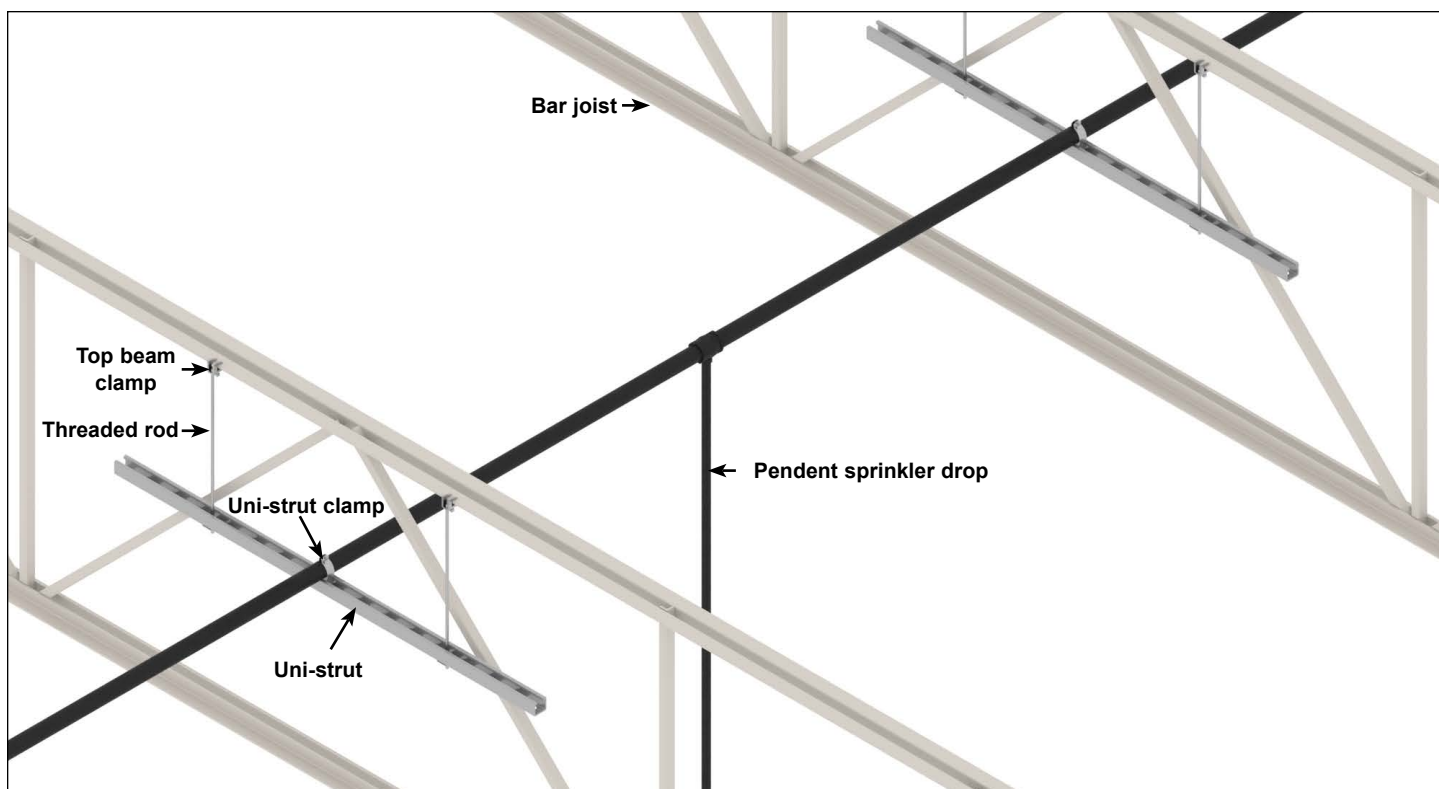 Bar joist
Top beam
clamp
Threaded rod
Pendent sprinkler drop
Uni-strut clamp
Uni-strut